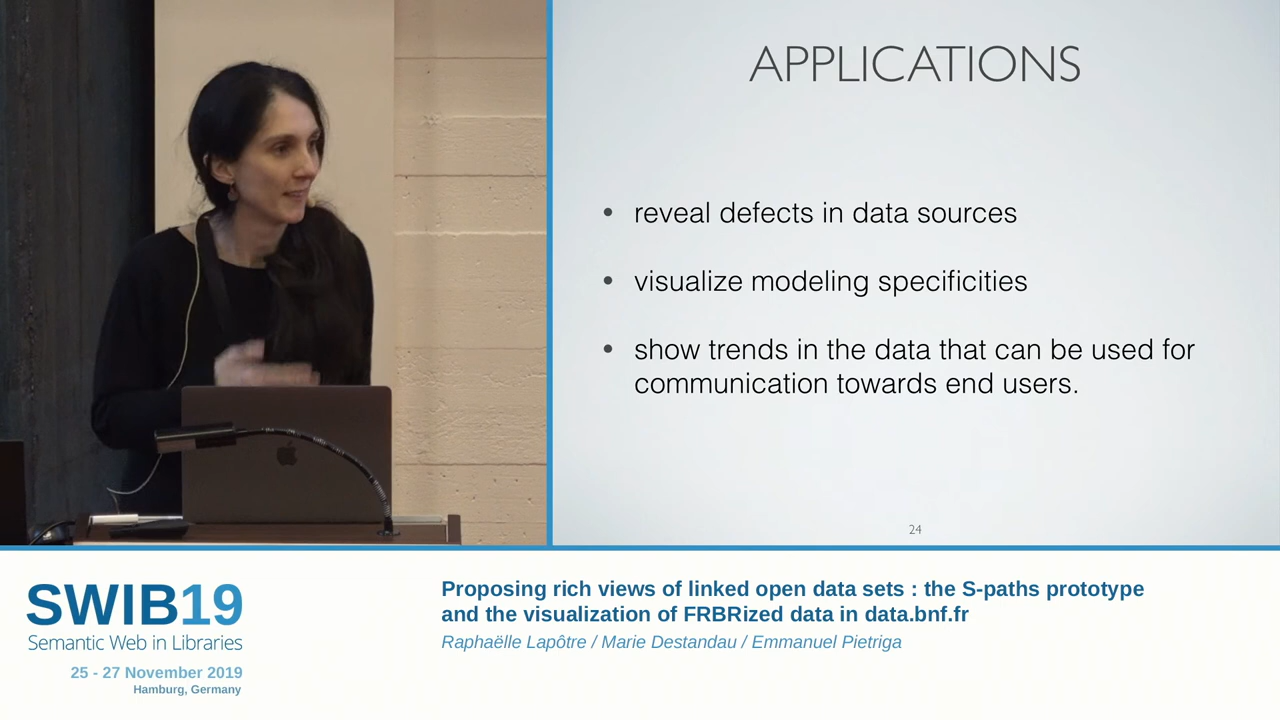 APPLICATIONS
• reveal defects in data sources
• visualize modeling specificities
• show trends in the data that can be used for
communication towards end users.
24
SWIB19
Semantic Web in Libraries
25 - 27 November 2019
Hamburg, Germany
Proposing rich views of linked open data sets : the S-paths prototype
and the visualization of FRBRized data in data.bnf.fr
Raphaëlle Lapôtre / Marie Destandau / Emmanuel Pietriga